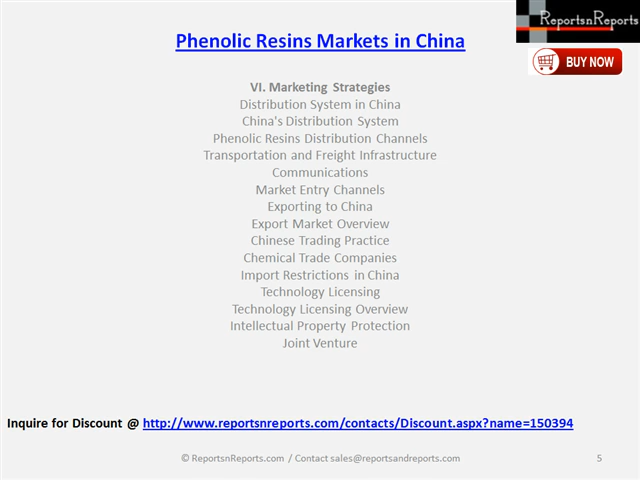 ReportsnReports
Phenolic Resins Markets in China
BUY NOW
VI. Marketing Strategies
Distribution System in China
China's Distribution System
Phenolic Resins Distribution Channels
Transportation and Freight Infrastructure
Communications
Market Entry Channels
Exporting to China
Export Market Overview
Chinese Trading Practice
Chemical Trade Companies
Import Restrictions in China
Technology Licensing
Technology Licensing Overview
Intellectual Property Protection
Joint Venture
Inquire for Discount @ http://www.reportsnreports.com/contacts/Discount.aspx?name=150394
© ReportsnReports.com / Contact sales@reportsandreports.com
5